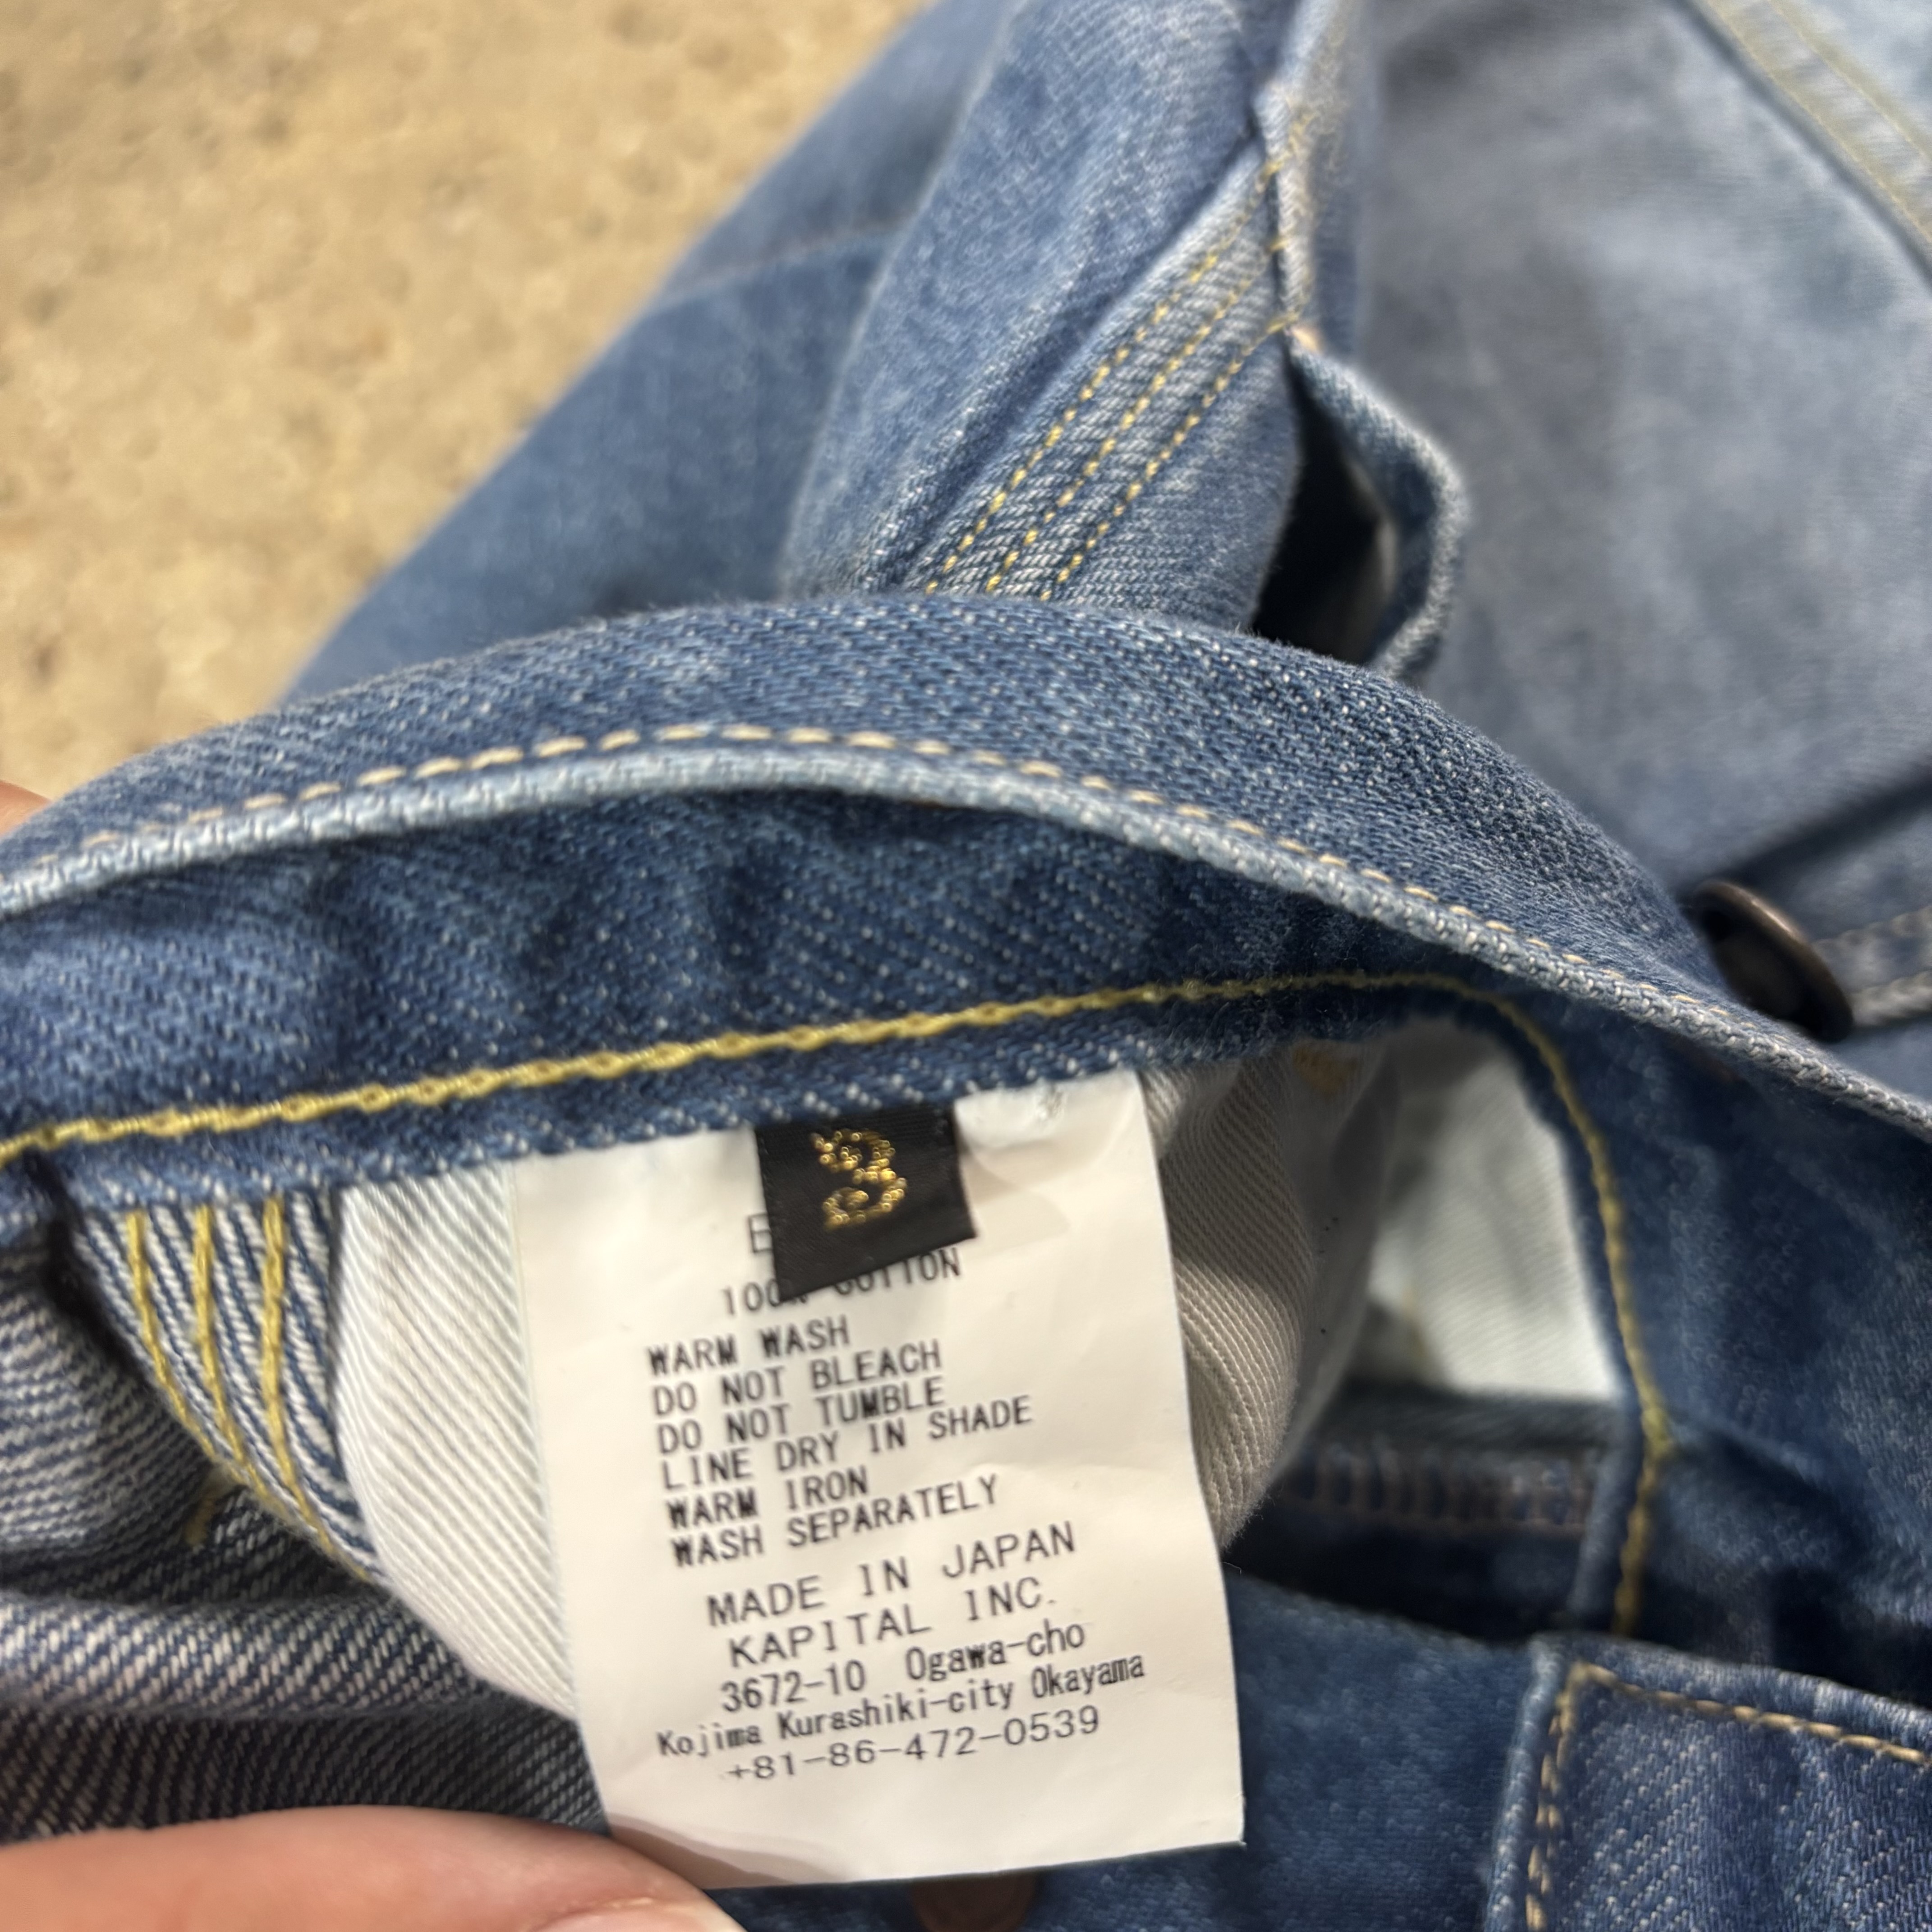 3
100% COTTON
WARM WASH
DO NOT BLEACH
DO NOT TUMBLE
LINE DRY IN SHADE
WARM IRON
WASH SEPARATELY
MADE IN JAPAN
KAPITAL INC.
3672-10 Ogawa-cho
Kojima Kurashiki-city Okayama
+81-86-472-0539